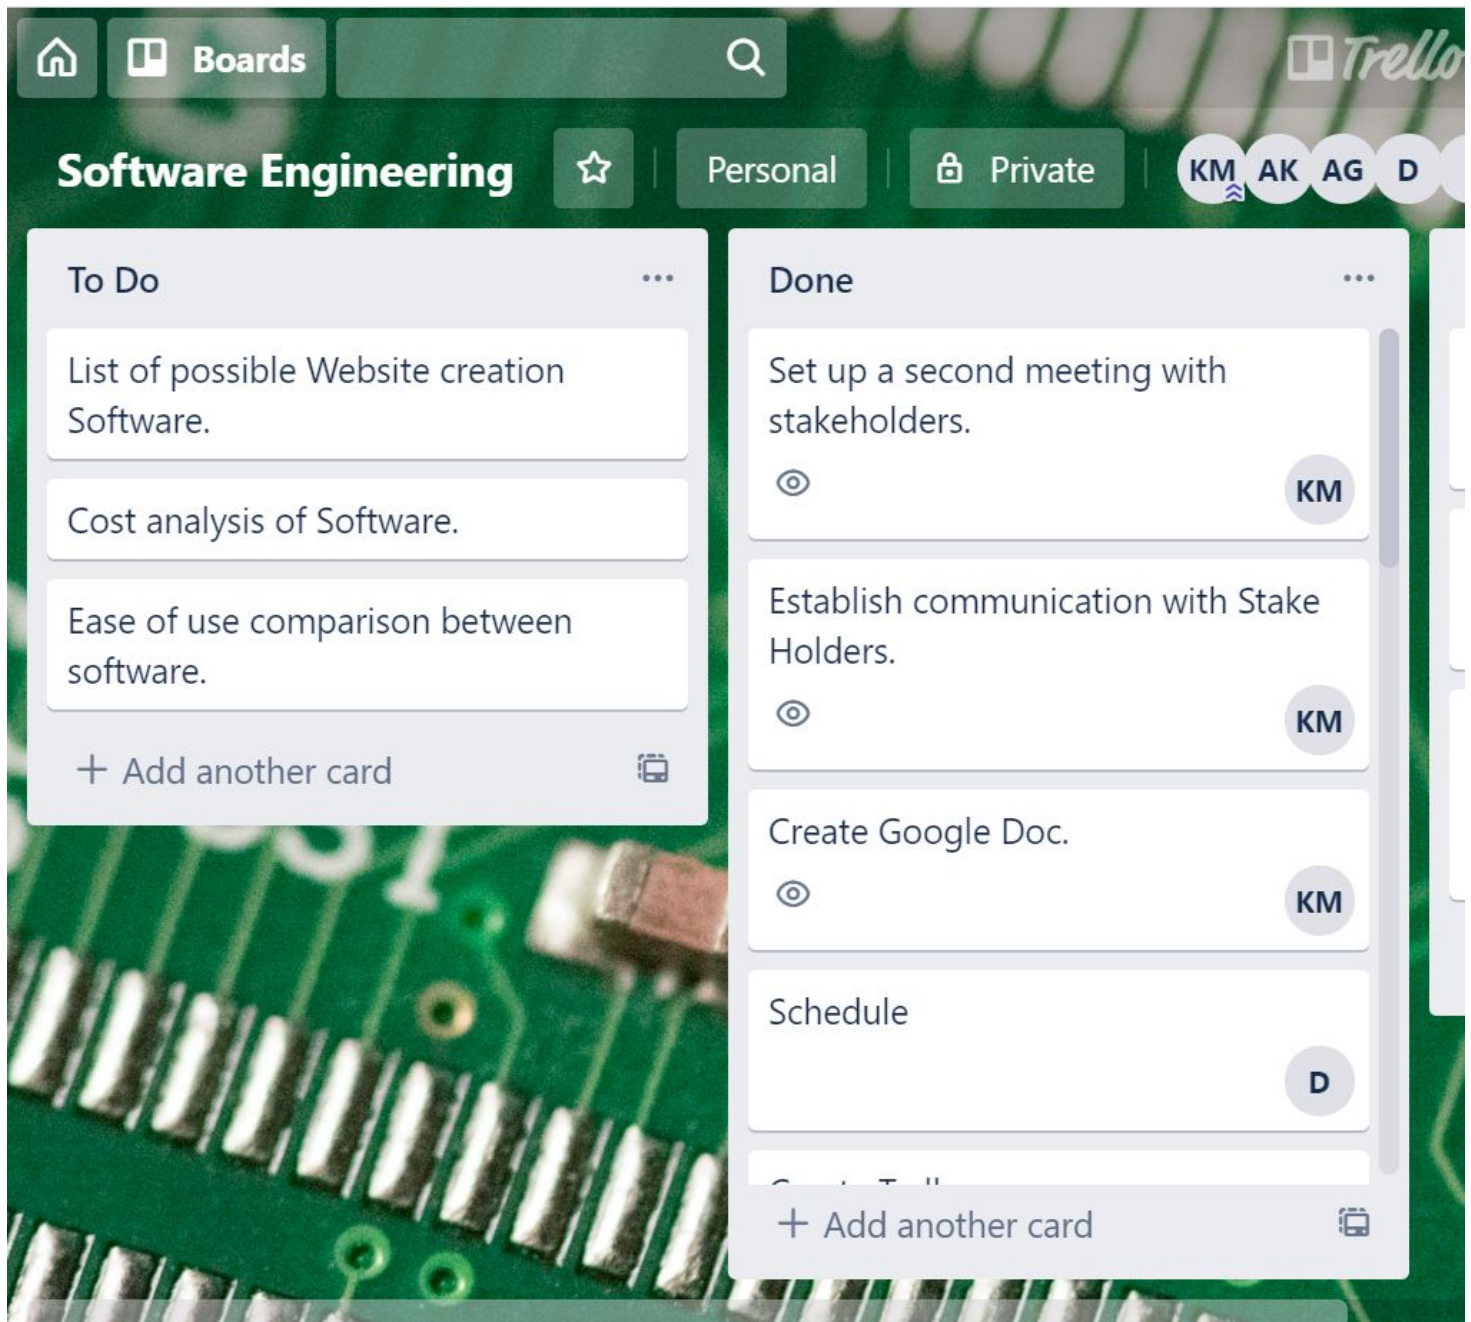 Boards
Trello
Software Engineering
Personal
Private
KM AK AG D
To Do
List of possible Website creation
Software.
Cost analysis of Software.
Ease of use comparison between
software.
+ Add another card
Done
Set up a second meeting with
stakeholders.
KM
Establish communication with Stake
Holders.
KM
Create Google Doc.
KM
Schedule
D
+ Add another card